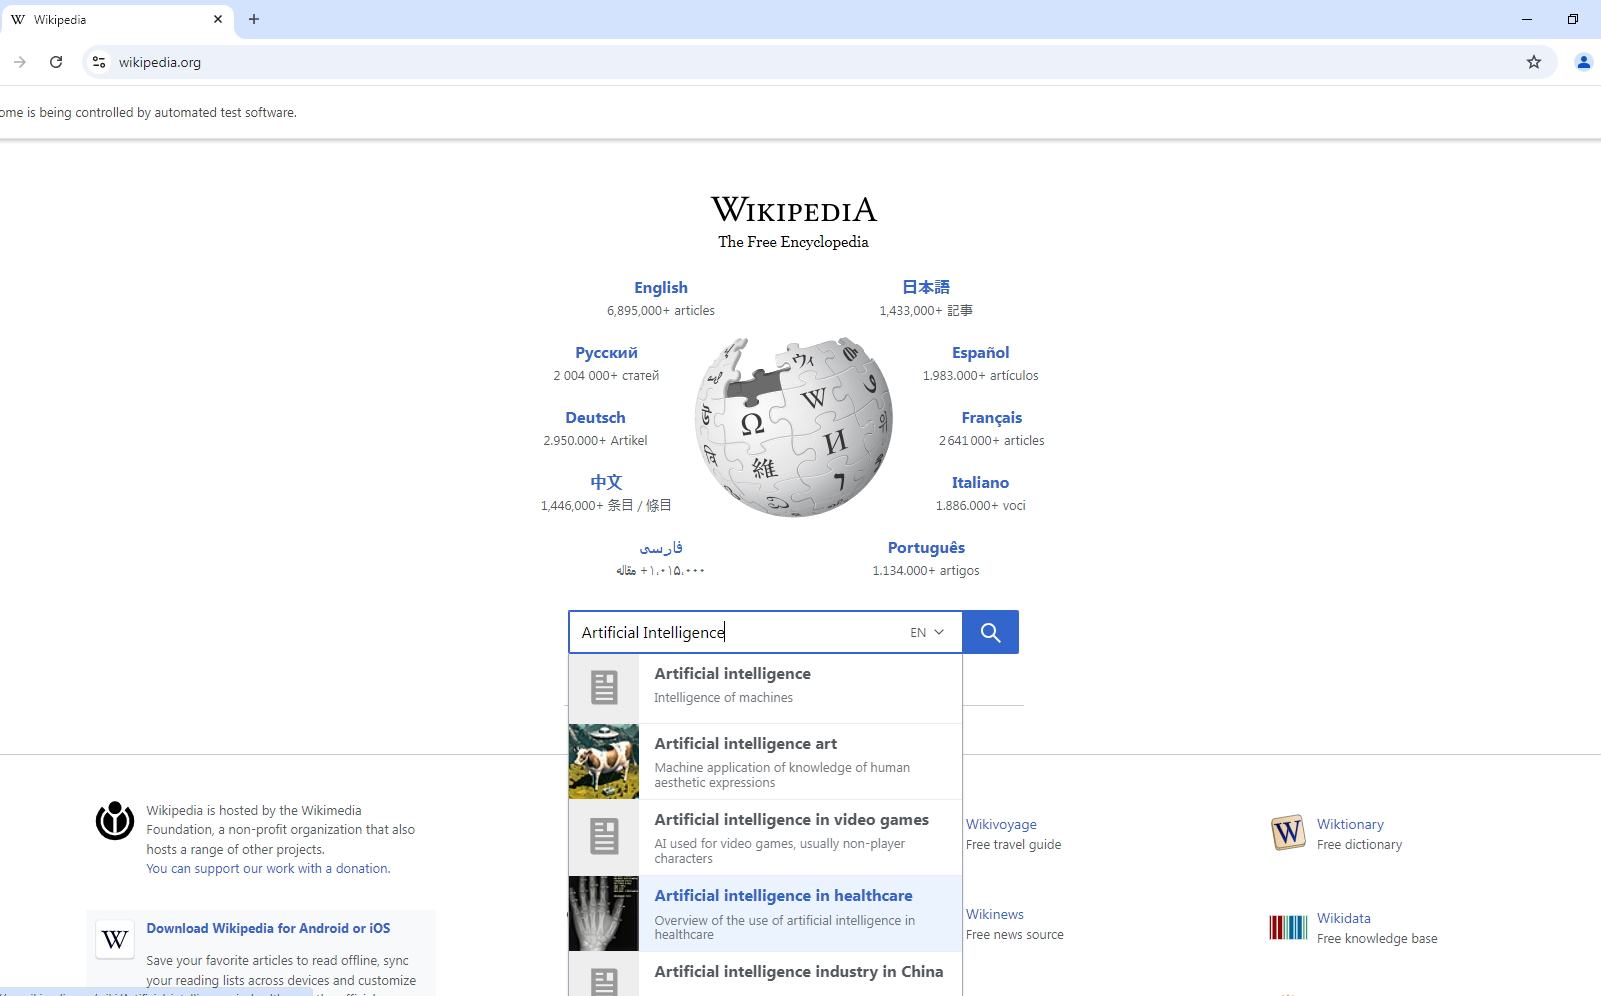 Wikipedia
wikipedia.org
ome is being controlled by automated test software.
WIKIPEDIA
The Free Encyclopedia
English
6,895,000+ articles
日本語
1,433,000+ 記事
Русский
2 004 000+ статей
Español
1.983.000+ artículos
Deutsch
2.950.000+ Artikel
Français
2 641 000+ articles
中文
1,446,000+ 条目 / 條目
Italiano
1.886.000+ voci
فارسی
۱٬۰۱۵٬۰۰۰+ مقاله
Português
1.134.000+ artigos
Artificial Intelligence
EN
Artificial intelligence
Intelligence of machines
Artificial intelligence art
Machine application of knowledge of human
aesthetic expressions
Artificial intelligence in video games
AI used for video games, usually non-player
characters
Artificial intelligence in healthcare
Overview of the use of artificial intelligence in
healthcare
Artificial intelligence industry in China
Wikipedia is hosted by the Wikimedia
Foundation, a non-profit organization that also
hosts a range of other projects.
You can support our work with a donation.
Download Wikipedia for Android or iOS
Save your favorite articles to read offline, sync
your reading lists across devices and customize
Wikivoyage
Free travel guide
Wiktionary
Free dictionary
Wikinews
Free news source
Wikidata
Free knowledge base